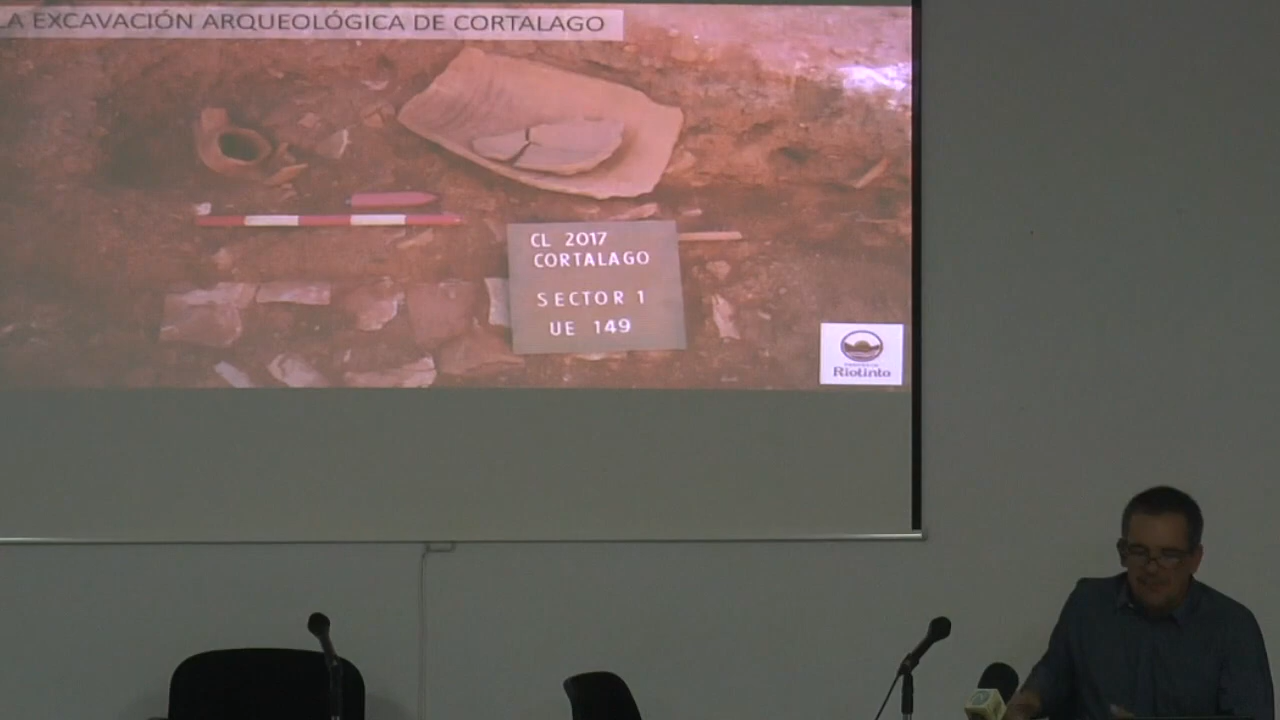 LA EXCAVACIÓN ARQUEOLÓGICA DE CORTALAGO
CL 2017
CORTALAGO
SECTOR 1
UE 149
Riotinto